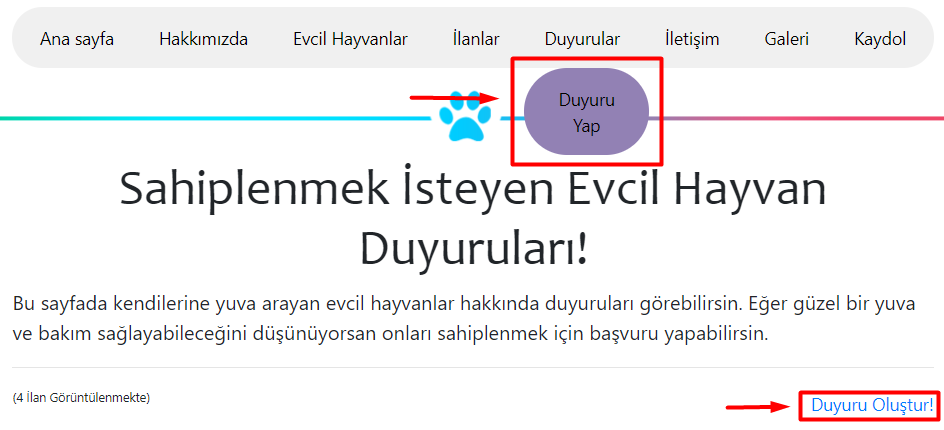 Ana sayfa Hakkımızda Evcil Hayvanlar İlanlar Duyurular İletişim Galeri Kaydol
Duyuru
Yap
Sahiplenmek İsteyen Evcil Hayvan
Duyuruları!
Bu sayfada kendilerine yuva arayan evcil hayvanlar hakkında duyuruları görebilirsin. Eğer güzel bir yuva
ve bakım sağlayabileceğini düşünüyorsan onları sahiplenmek için başvuru yapabilirsin.
(4 İlan Görüntülenmekte) Duyuru Oluştur!